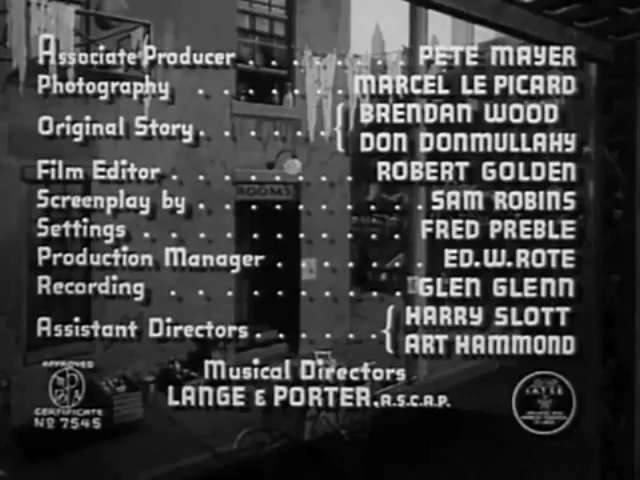 Associate Producer . . . . . . . PETE MAYER
Photography . . . . . . MARCEL LE PICARD
Original Story . . . . . . { BRENDAN WOOD
DON DONMULLAHY
Film Editor . . . . . . . ROBERT GOLDEN
Screenplay by . . . . . . . . SAM ROBINS
Settings . . . . . . . . . . FRED PREBLE
Production Manager . . . . . . ED.W.ROTE
Recording . . . . . . . . . GLEN GLENN
Assistant Directors . . . . . { HARRY SLOTT
ART HAMMOND
Musical Directors
LANGE & PORTER, A.S.C.A.P.
ROOMS
APPROVED
MPPDA
CERTIFICATE
No 7545
I.A.T.S.E.